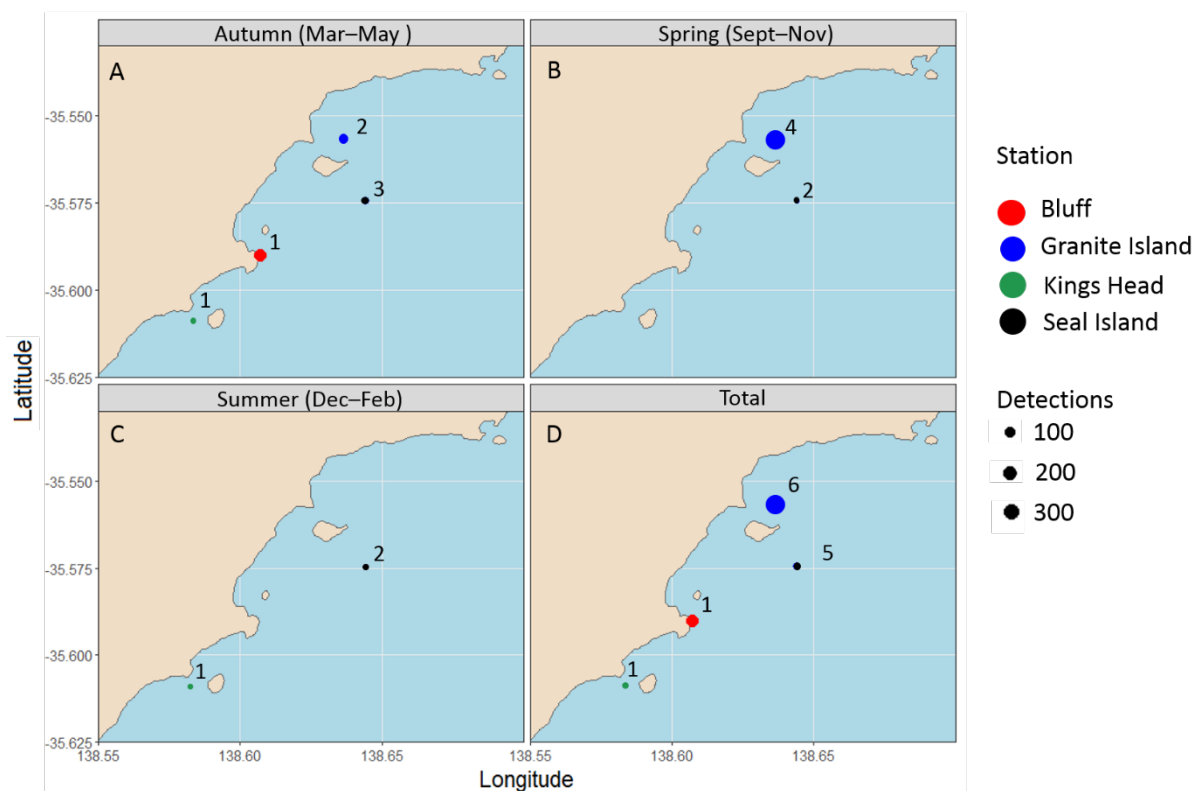 Autumn (Mar–May )
Spring (Sept–Nov)
A
B
2
4
3
2
1
1
-35.550
-35.575
-35.600
-35.625
Summer (Dec–Feb)
Total
C
D
6
2
5
1
1
1
-35.550
-35.575
-35.600
-35.625
138.55
138.60
138.65
138.55
138.60
138.65
Latitude
Longitude
Station
Bluff
Granite Island
Kings Head
Seal Island
Detections
100
200
300